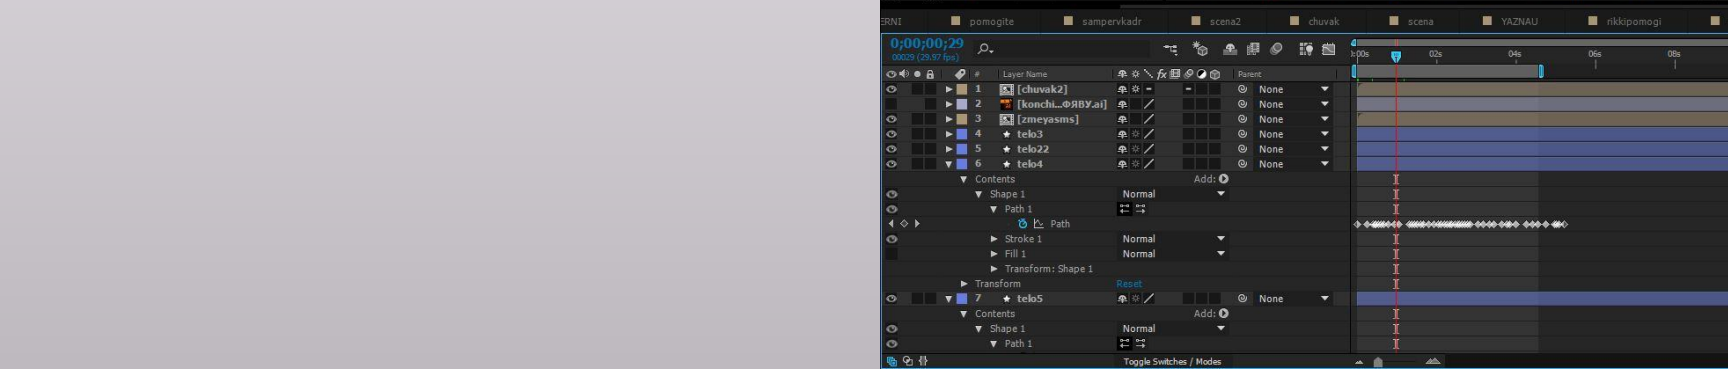 ERNI pomogite sampervkadr scena2 chuvak scena YAZNAU rikkipomogi
0;00;00;29
00029 (29.97 fps)
:00s 02s 04s 06s 08s
# Layer Name fx Parent
1 [chuvak2] None
2 [konchi...ФЯВУ.ai] None
3 [zmeyasms] None
4 telo3 None
5 telo22 None
6 telo4 None
Contents Add:
Shape 1 Normal
Path 1
Path
Stroke 1 Normal
Fill 1 Normal
Transform: Shape 1
Transform Reset
7 telo5 None
Contents Add:
Shape 1 Normal
Path 1
Toggle Switches / Modes